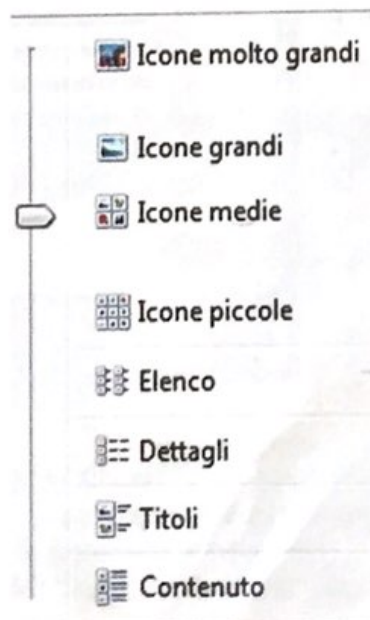 Icone molto grandi
Icone grandi
Icone medie
Icone piccole
Elenco
Dettagli
Titoli
Contenuto